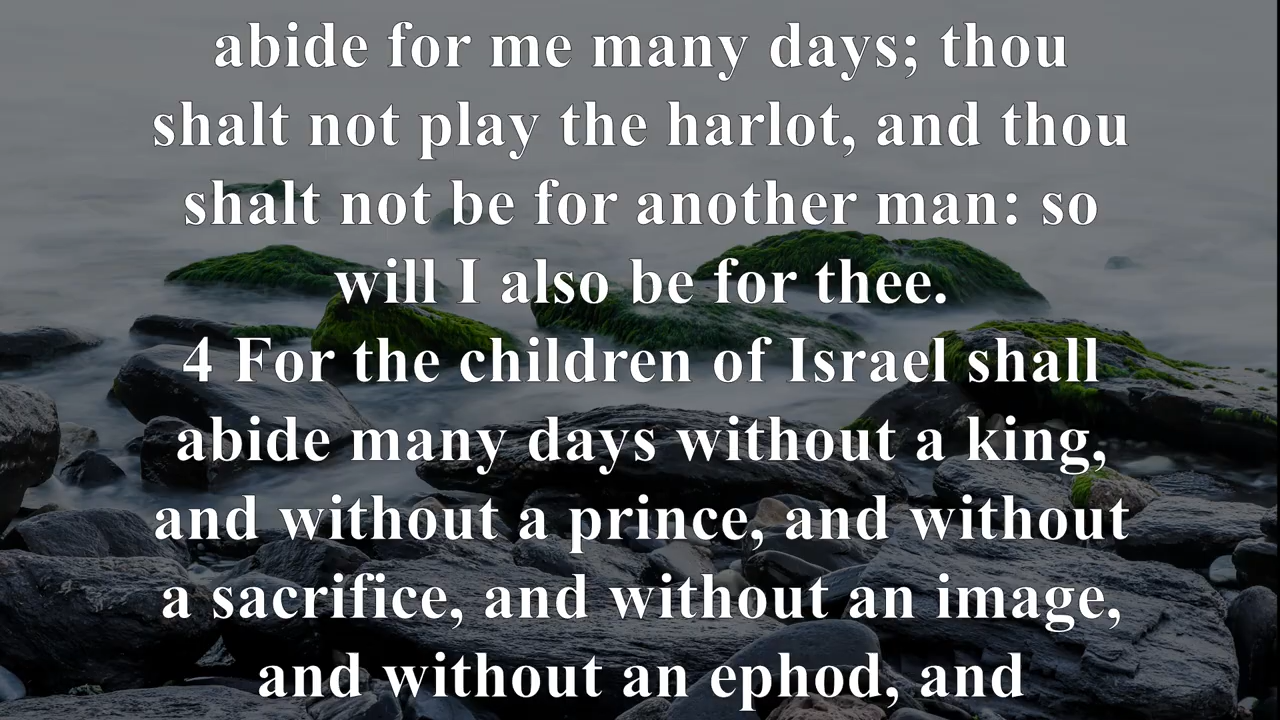 abide for me many days; thou
shalt not play the harlot, and thou
shalt not be for another man: so
will I also be for thee.
4 For the children of Israel shall
abide many days without a king,
and without a prince, and without
a sacrifice, and without an image,
and without an ephod, and